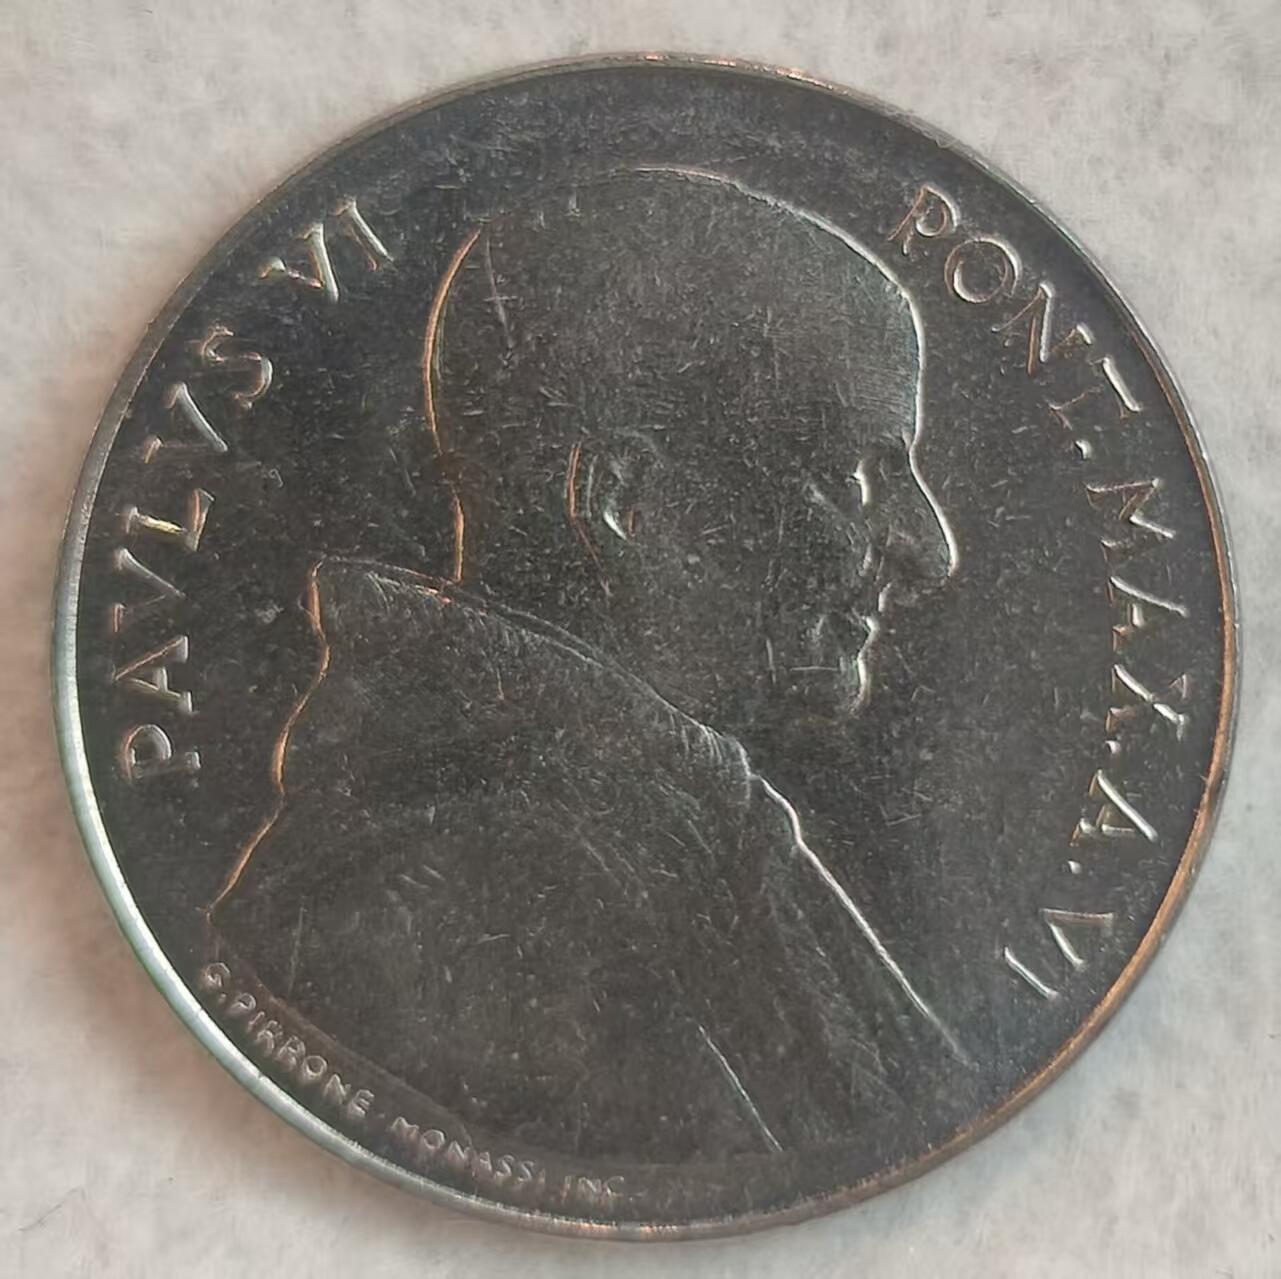 PAVLVS VI
PONT. MAX. A. VI
G. PIRRONE MONASSI INC.